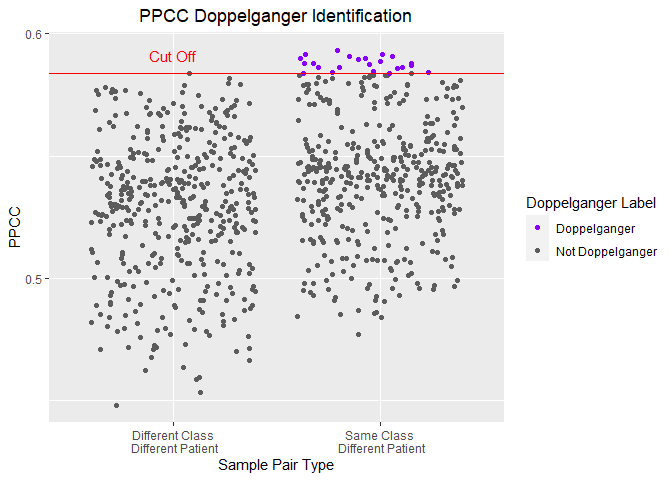 PPCC Doppelganger Identification
0.6
Cut Off
PPCC
0.5
Doppelganger Label
Doppelganger
Not Doppelganger
Different Class
Different Patient
Same Class
Different Patient
Sample Pair Type